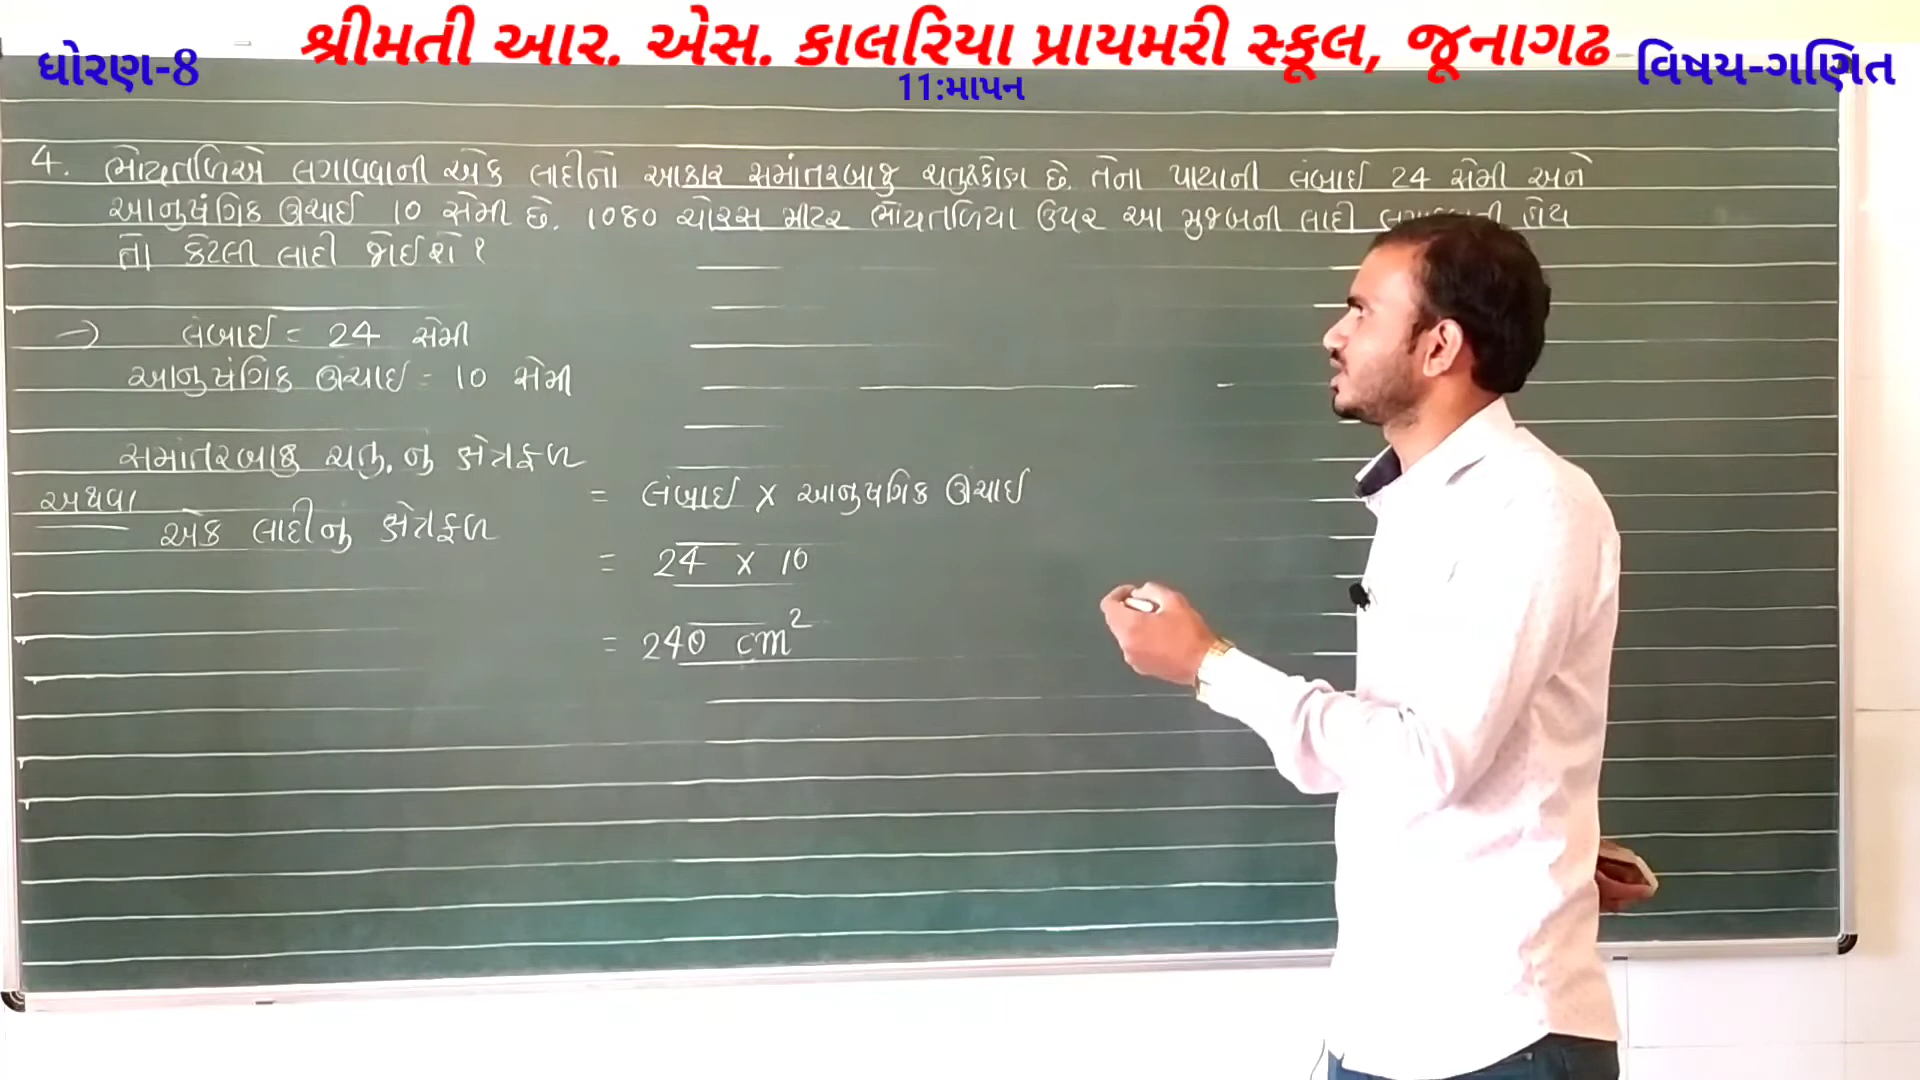 શ્રીમતી આર. એસ. કાલરિયા પ્રાયમરી સ્કૂલ, જૂનાગઢ
ધોરણ-8
11:માપન
વિષય-ગણિત
4. ભોંયતળિએ લગાવવાની એક લાદીનો આકાર સમાંતરબાજુ ચતુષ્કોણ છે. તેના પાયાની લંબાઈ 24 સેમી અને
આનુષંગિક ઊંચાઈ 10 સેમી છે. 1080 ચોરસ મીટર ભોંયતળિયા ઉપર આ મુજબની લાદી હોય
તો કેટલી લાદી જોઈશે ?
→ લંબાઈ = 24 સેમી
આનુષંગિક ઊંચાઈ = 10 સેમી
સમાંતરબાજુ ચતુ. નુ ક્ષેત્રફળ
અથવા
એક લાદીનું ક્ષેત્રફળ
= લંબાઈ x આનુષંગિક ઊંચાઈ
= 24 x 10
= 240 cm²